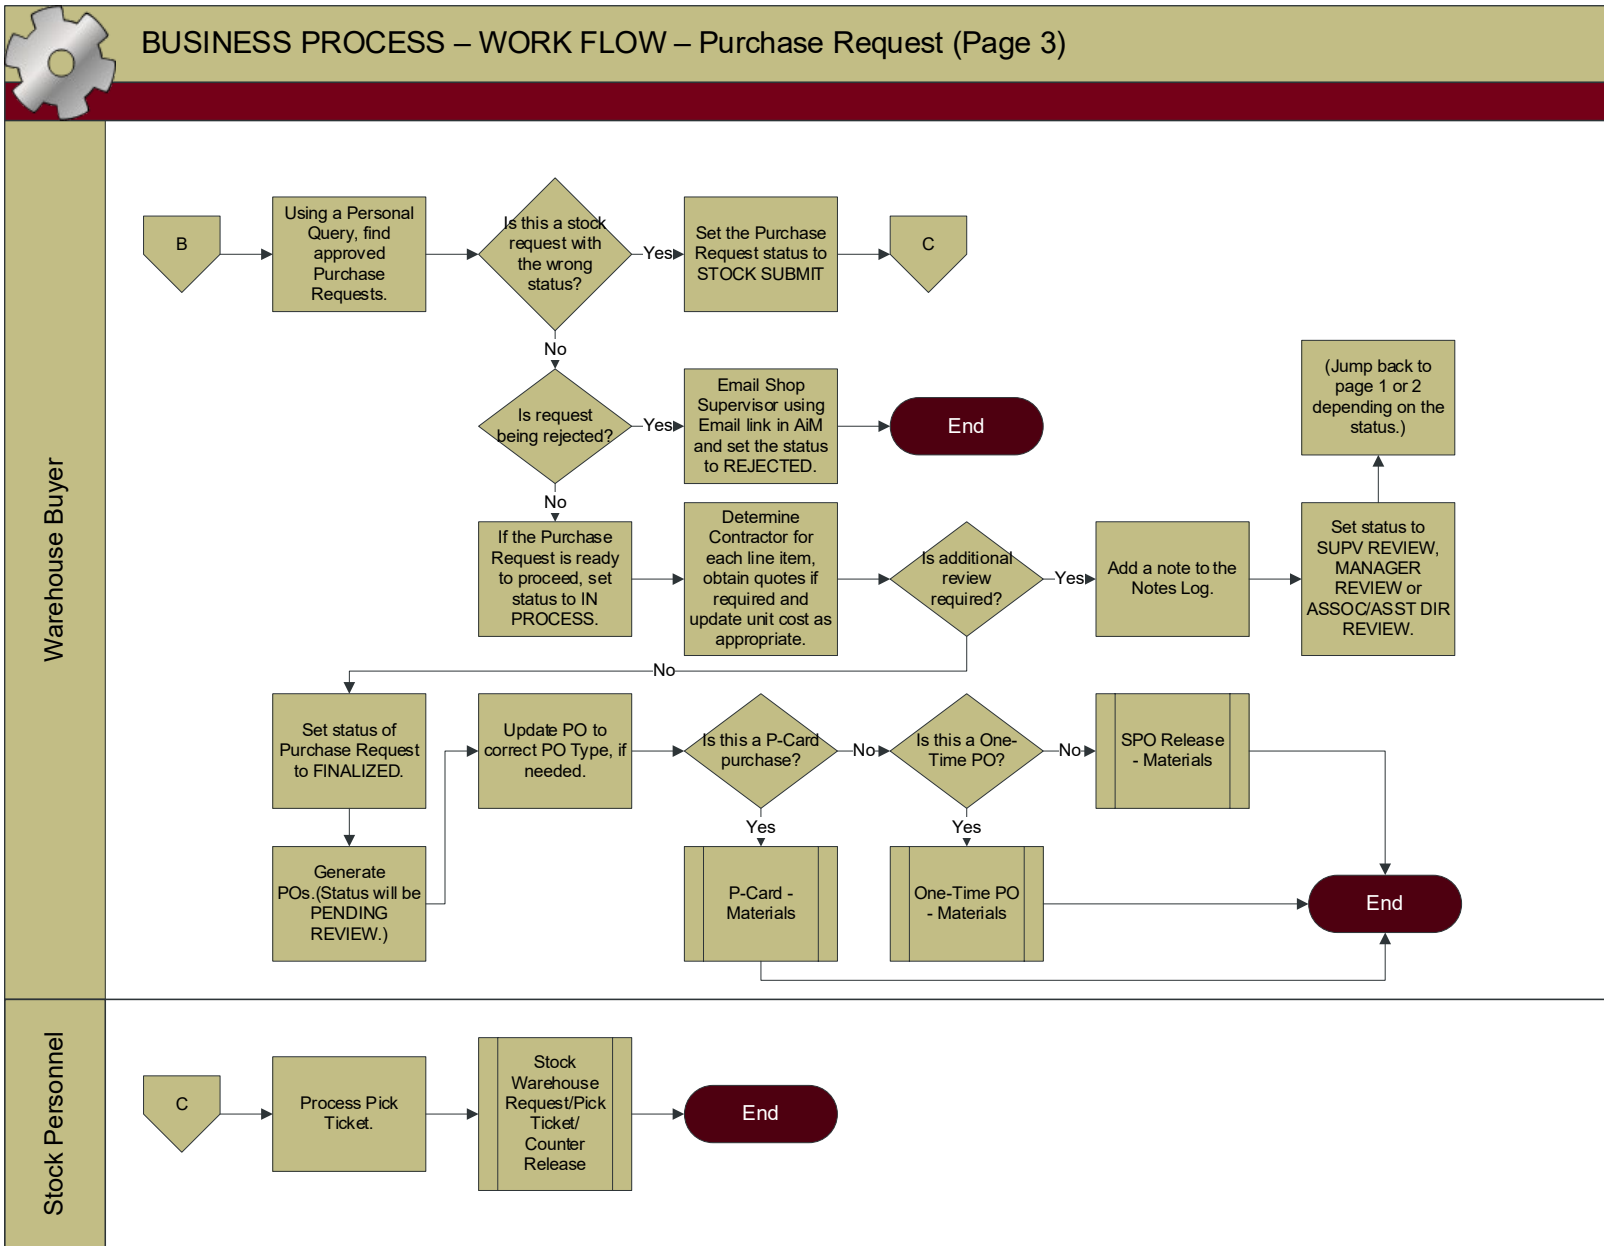 BUSINESS PROCESS – WORK FLOW – Purchase Request (Page 3)
Warehouse Buyer
B
Using a Personal
Query, find
approved
Purchase
Requests.
Is this a stock
request with
the wrong
status?
Yes
Set the Purchase
Request status to
STOCK SUBMIT
C
No
Is request
being rejected?
Yes
Email Shop
Supervisor using
Email link in AiM
and set the status
to REJECTED.
End
(Jump back to
page 1 or 2
depending on the
status.)
No
If the Purchase
Request is ready
to proceed, set
status to IN
PROCESS.
Determine
Contractor for
each line item,
obtain quotes if
required and
update unit cost as
appropriate.
Is additional
review
required?
Yes
Add a note to the
Notes Log.
Set status to
SUPV REVIEW,
MANAGER
REVIEW or
ASSOC/ASST DIR
REVIEW.
No
Set status of
Purchase Request
to FINALIZED.
Update PO to
correct PO Type, if
needed.
Is this a P-Card
purchase?
No
Is this a One-
Time PO?
No
SPO Release
- Materials
Yes
Yes
Generate
POs.(Status will be
PENDING
REVIEW.)
P-Card -
Materials
One-Time PO
- Materials
End
Stock Personnel
C
Process Pick
Ticket.
Stock
Warehouse
Request/Pick
Ticket/
Counter
Release
End